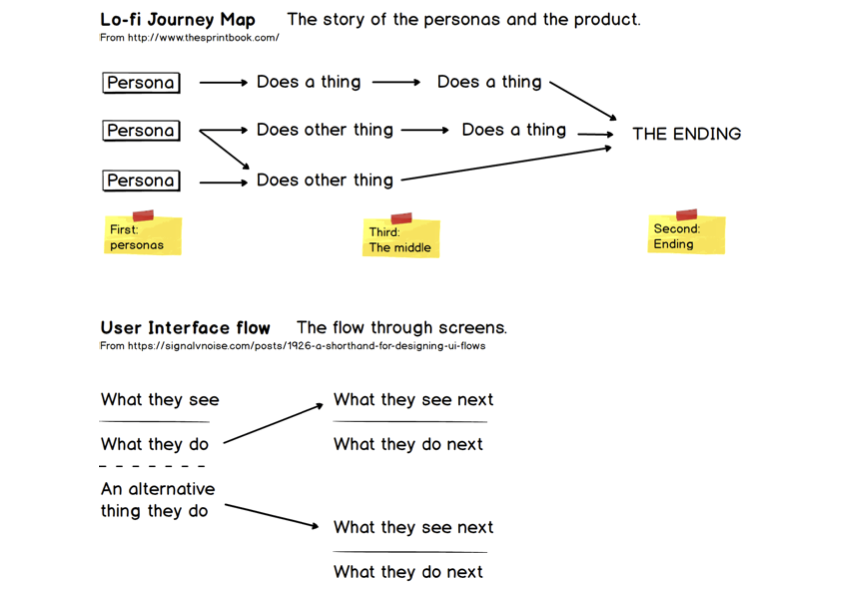 Lo-fi Journey Map The story of the personas and the product.
From http://www.thesprintbook.com/
Persona Does a thing Does a thing
Persona Does other thing Does a thing THE ENDING
Persona Does other thing
First:
personas
Third:
The middle
Second:
Ending
User Interface flow The flow through screens.
From https://signalvnoise.com/posts/1926-a-shorthand-for-designing-ui-flows
What they see What they see next
What they do What they do next
An alternative
thing they do
What they see next
What they do next